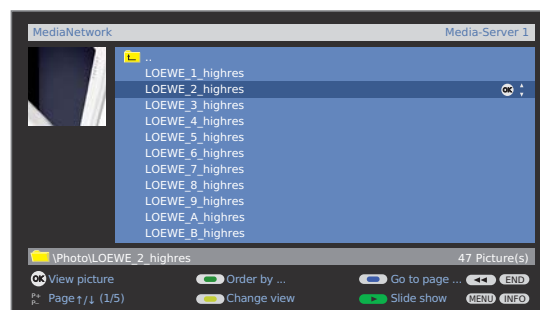 MediaNetwork Media-Server 1
..
LOEWE_1_highres
LOEWE_2_highres OK
LOEWE_3_highres
LOEWE_4_highres
LOEWE_5_highres
LOEWE_6_highres
LOEWE_7_highres
LOEWE_8_highres
LOEWE_9_highres
LOEWE_A_highres
LOEWE_B_highres
\Photo\LOEWE_2_highres 47 Picture(s)
OK View picture Order by ... Go to page ... END
P+ P- Page↑/↓ (1/5) Change view Slide show MENU INFO